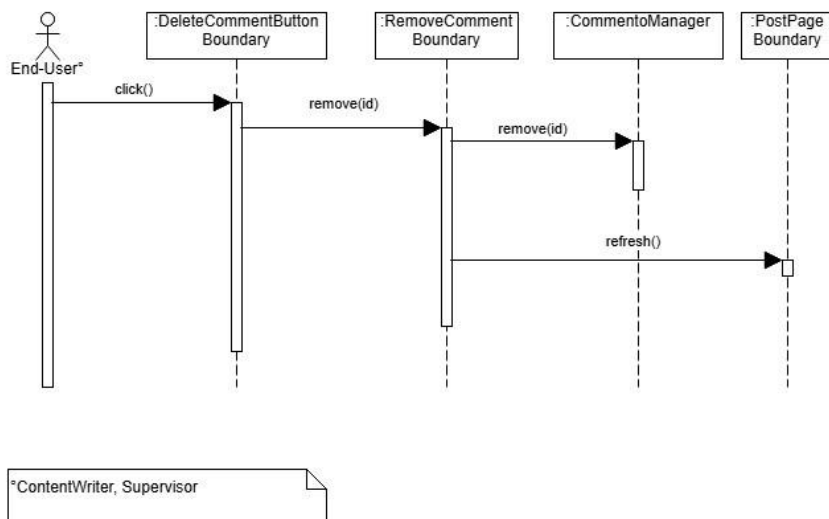 :DeleteCommentButton
Boundary
:RemoveComment
Boundary
:CommentoManager
:PostPage
Boundary
End-User°
click()
remove(id)
remove(id)
refresh()
°ContentWriter, Supervisor